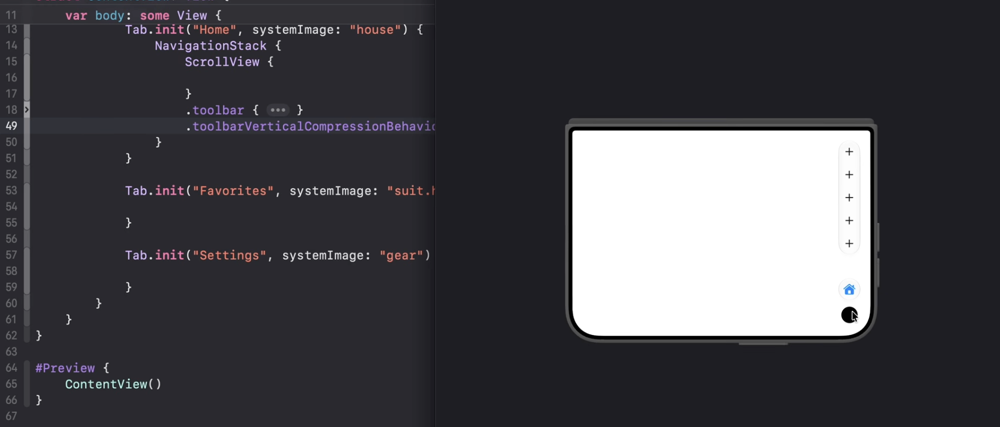 11 var body: some View {
13 Tab.init("Home", systemImage: "house") {
14 NavigationStack {
15 ScrollView {
16
17 }
18 .toolbar { ••• }
49 .toolbarVerticalCompressionBehavio
50 }
51 }
52
53 Tab.init("Favorites", systemImage: "suit.h
54
55 }
56
57 Tab.init("Settings", systemImage: "gear")
58
59 }
60 }
61 }
62 }
63
64 #Preview {
65 ContentView()
66 }
67